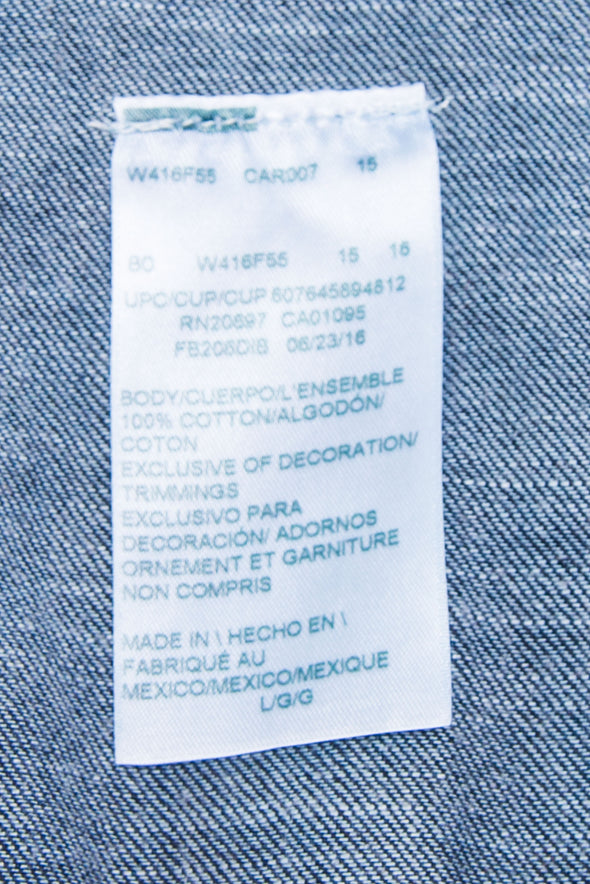 W416F55 CAR007 15
80 W416F55 15 16
UPC/CUP/CUP 607645894812
RN20697 CA01095
FB206DIB 06/23/16
BODY/CUERPO/L'ENSEMBLE
100% COTTON/ALGODÓN/
COTON
EXCLUSIVE OF DECORATION/
TRIMMINGS
EXCLUSIVO PARA
DECORACIÓN/ ADORNOS
ORNEMENT ET GARNITURE
NON COMPRIS
MADE IN \ HECHO EN \
FABRIQUÉ AU
MEXICO/MEXICO/MEXIQUE
L/G/G